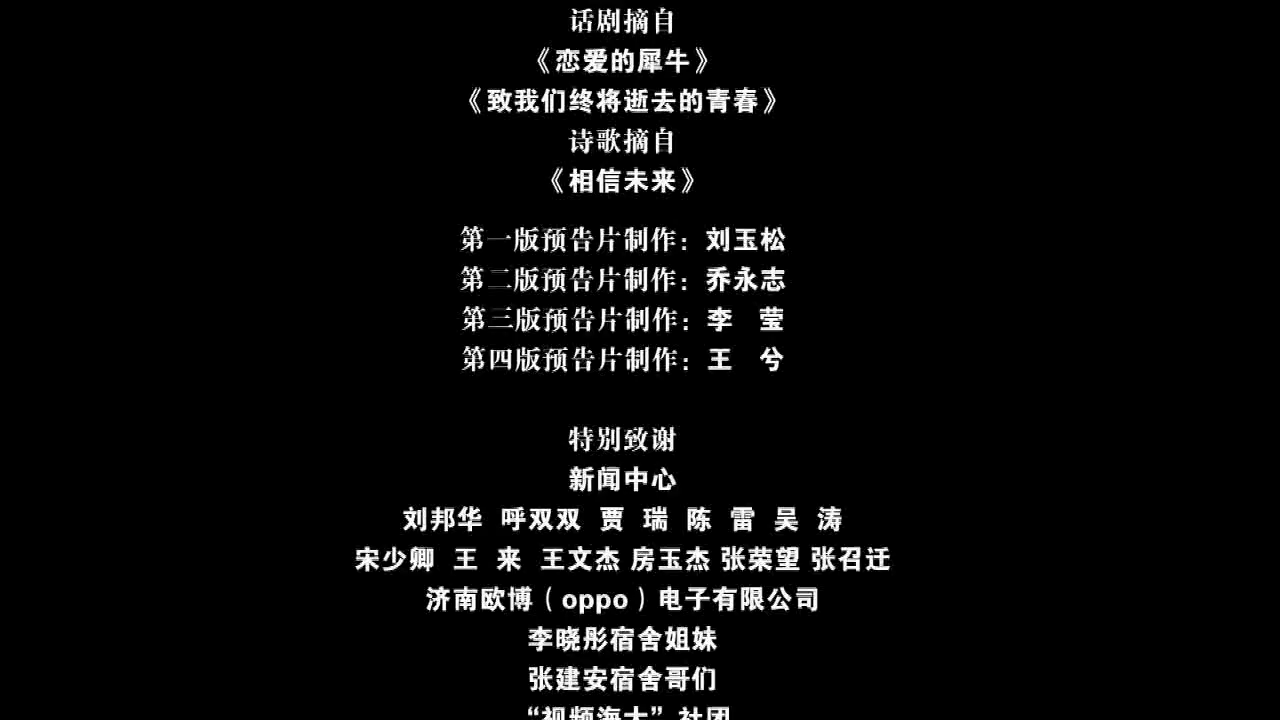 话剧摘自
《恋爱的犀牛》
《致我们终将逝去的青春》
诗歌摘自
《相信未来》
第一版预告片制作：刘玉松
第二版预告片制作：乔永志
第三版预告片制作：李 莹
第四版预告片制作：王 兮
特别致谢
新闻中心
刘邦华 呼双双 贾 瑞 陈 雷 吴 涛
宋少卿 王 来 王文杰 房玉杰 张荣望 张召迁
济南欧博（oppo）电子有限公司
李晓彤宿舍姐妹
张建安宿舍哥们
“视频海大”社团